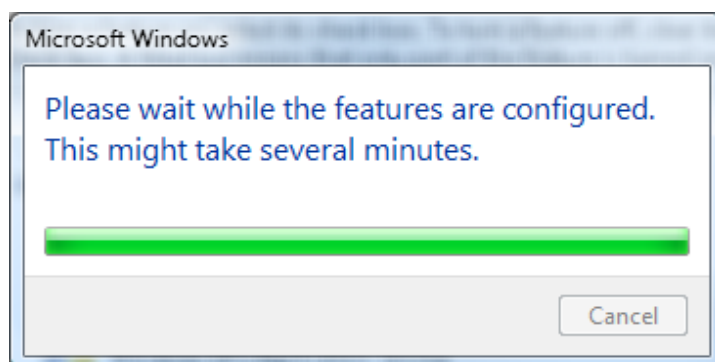 Microsoft Windows
Please wait while the features are configured.
This might take several minutes.
Cancel